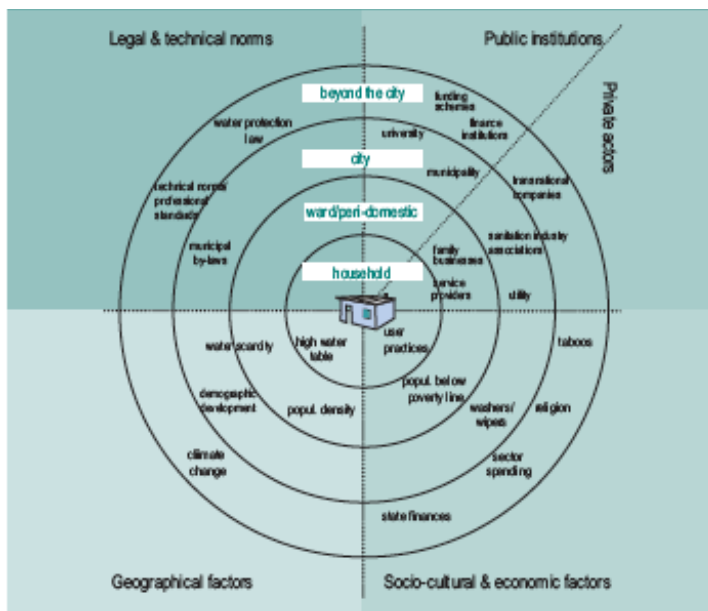 Legal & technical norms
Public institutions
Private actors
beyond the city
funding
schemes
finance
institutions
university
water protection
law
city
municipality
transnational
companies
technical norms/
professional
standards
ward/peri-domestic
municipal
by-laws
family
businesses
sanitation industry
associations
household
service
providers
utility
water scardity
high water
table
user
practices
taboos
demographic
development
popul. density
popul. below
poverty line
washers/
wipers
religion
climate
change
sector
spending
state finances
Geographical factors
Socio-cultural & economic factors